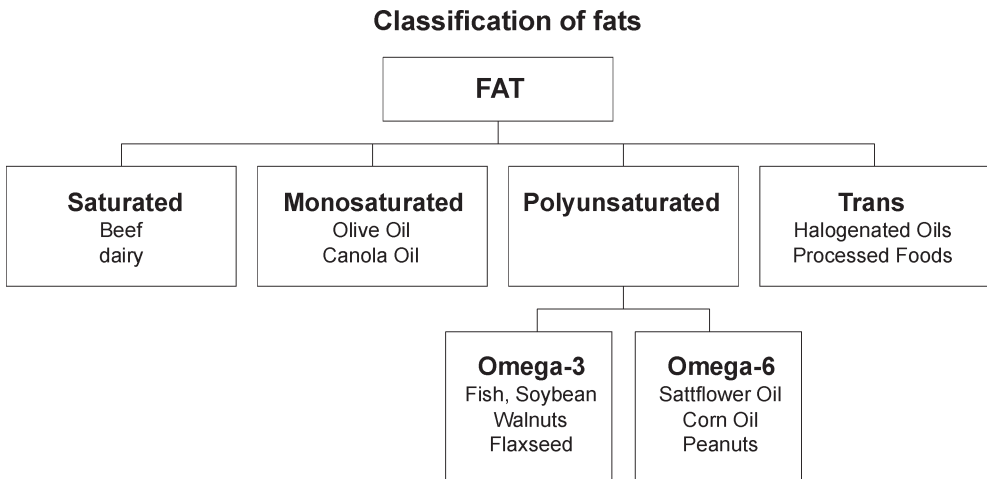 Classification of fats
FAT
Saturated
Beef
dairy
Monosaturated
Olive Oil
Canola Oil
Polyunsaturated
Trans
Halogenated Oils
Processed Foods
Omega-3
Fish, Soybean
Walnuts
Flaxseed
Omega-6
Sattflower Oil
Corn Oil
Peanuts